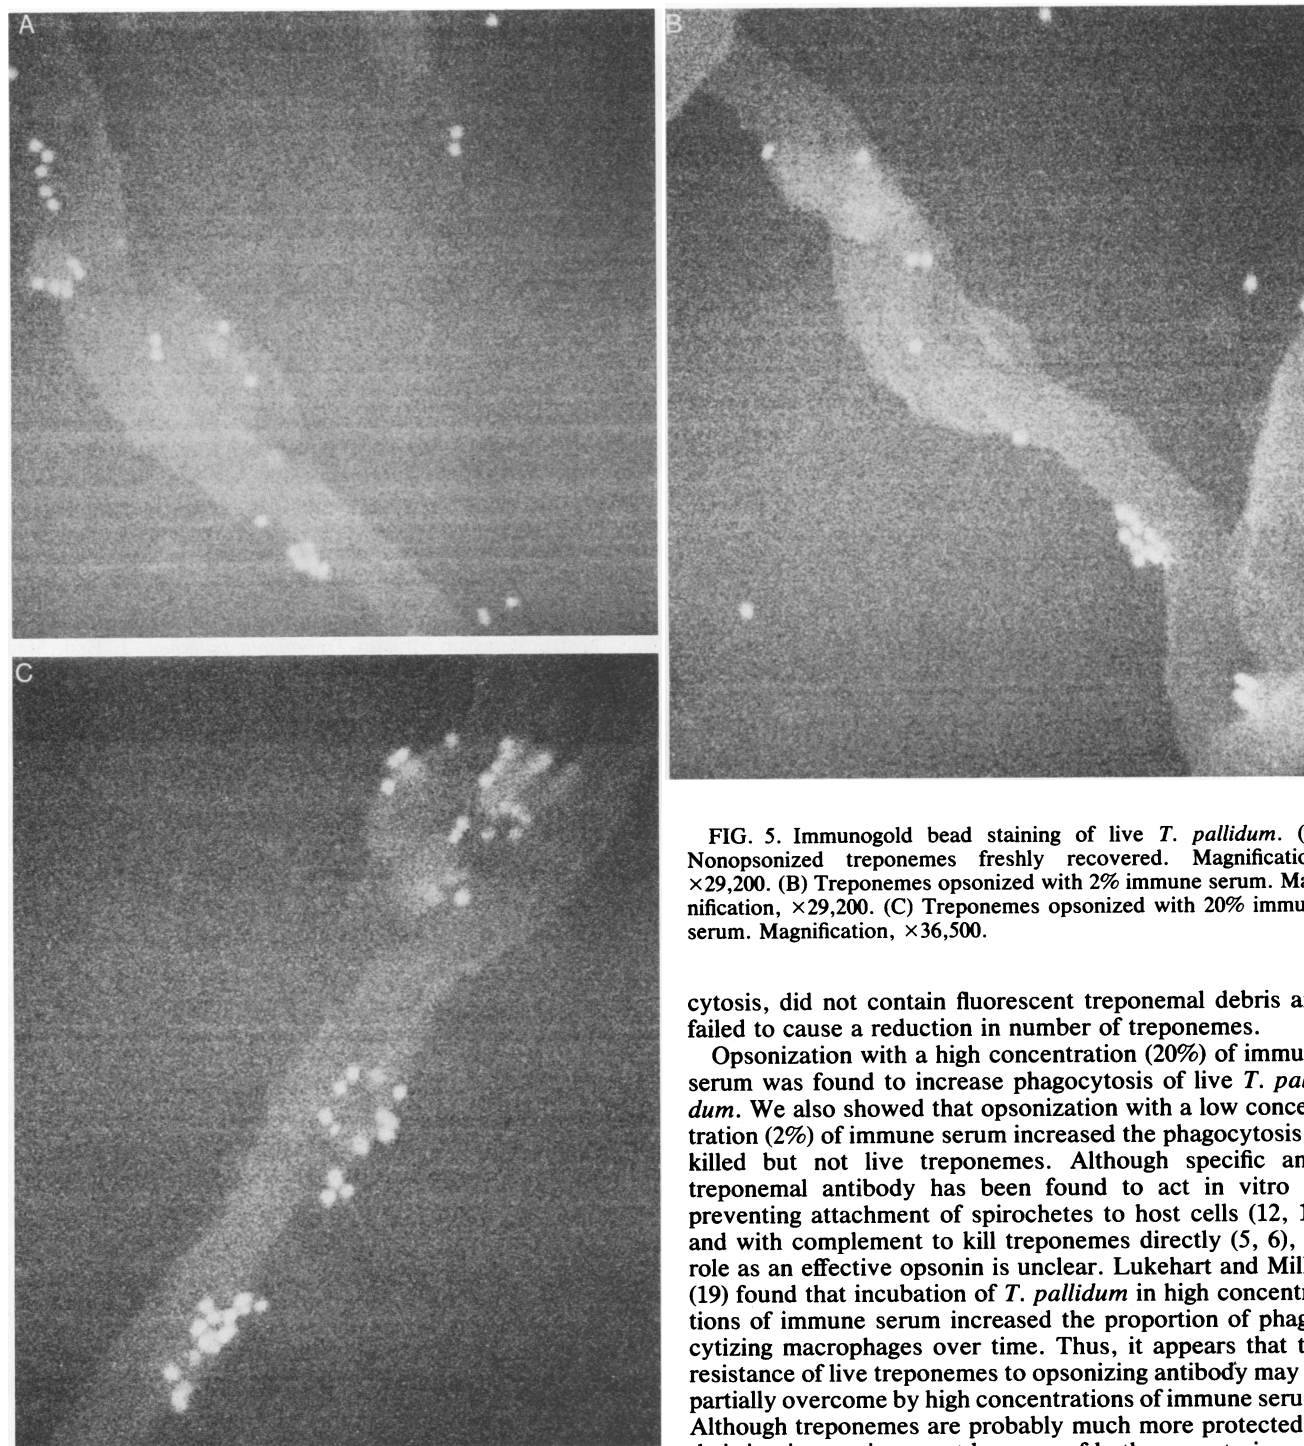 A
B
C
FIG. 5. Immunogold bead staining of live T. pallidum. (
Nonopsonized treponemes freshly recovered. Magnificatio
×29,200. (B) Treponemes opsonized with 2% immune serum. Ma
nification, ×29,200. (C) Treponemes opsonized with 20% immu
serum. Magnification, ×36,500.
cytosis, did not contain fluorescent treponemal debris a
failed to cause a reduction in number of treponemes.
Opsonization with a high concentration (20%) of immu
serum was found to increase phagocytosis of live T. pal
dum. We also showed that opsonization with a low conce
tration (2%) of immune serum increased the phagocytosis
killed but not live treponemes. Although specific an
treponemal antibody has been found to act in vitro
preventing attachment of spirochetes to host cells (12, 1
and with complement to kill treponemes directly (5, 6),
role as an effective opsonin is unclear. Lukehart and Mil
(19) found that incubation of T. pallidum in high concentr
tions of immune serum increased the proportion of phag
cytizing macrophages over time. Thus, it appears that t
resistance of live treponemes to opsonizing antibody may
partially overcome by high concentrations of immune seru
Although treponemes are probably much more protected